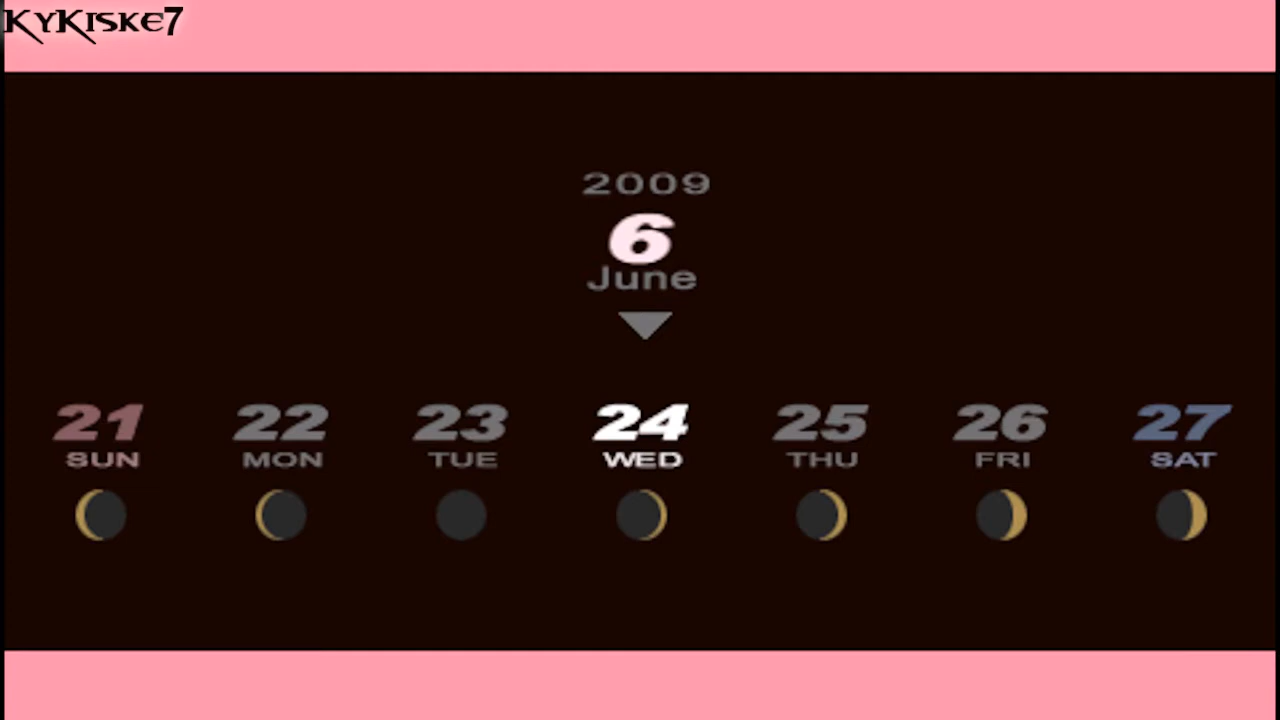 KyKiske7
2009
6
June
21 22 23 24 25 26 27
SUN MON TUE WED THU FRI SAT